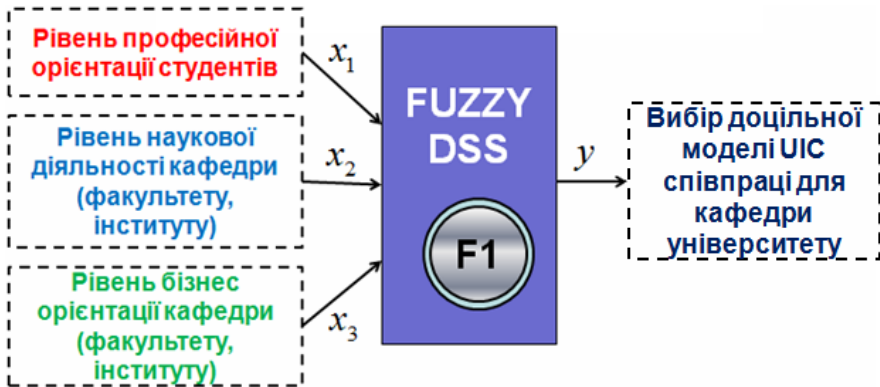 Рівень професійної
орієнтації студентів
x₁
Рівень наукової
діяльності кафедри
(факультету,
інституту)
x₂
Рівень бізнес
орієнтації кафедри
(факультету,
інституту)
x₃
FUZZY
DSS
F1
y
Вибір доцільної
моделі UIC
співпраці для
кафедри
університету